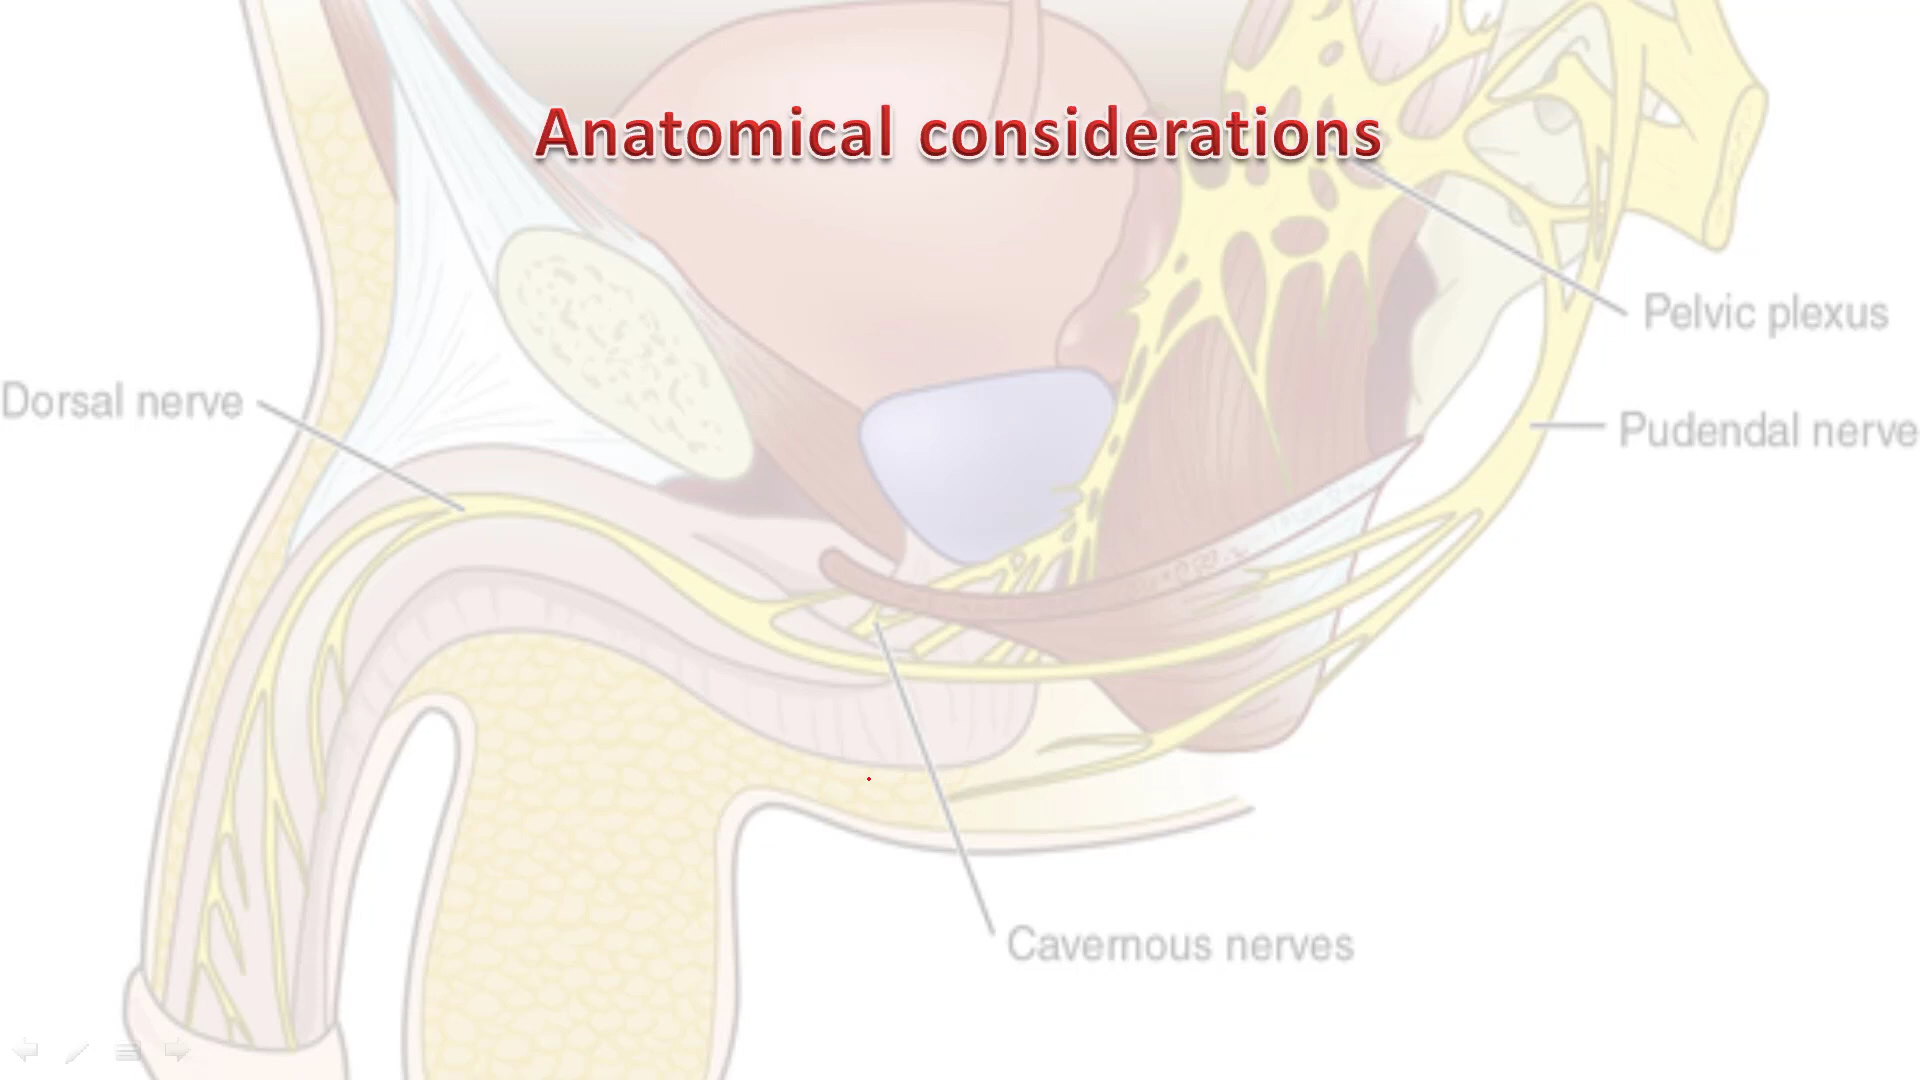 Anatomical considerations
Pelvic plexus
Dorsal nerve
Pudendal nerve
Cavernous nerves